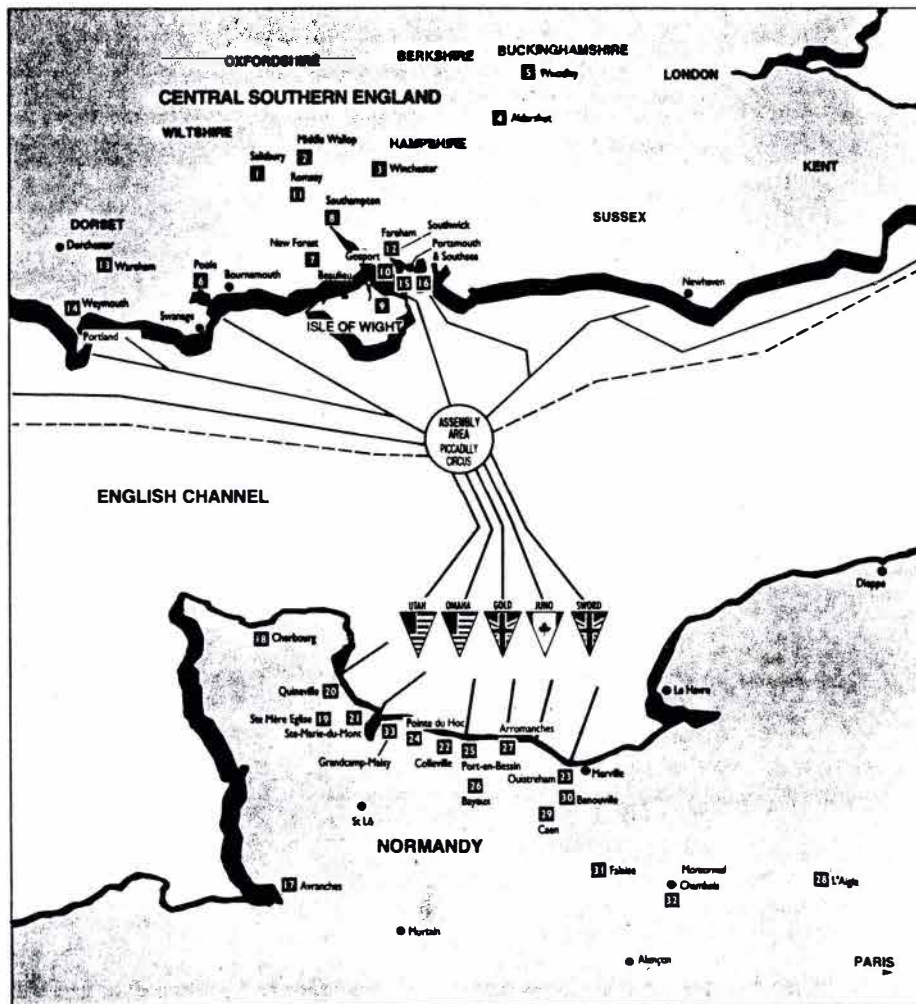 OXFORDSHIRE
BERKSHIRE
BUCKINGHAMSHIRE
5
LONDON
CENTRAL SOUTHERN ENGLAND
4 Aldershot
WILTSHIRE
Middle Wallop
2
HAMPSHIRE
Salisbury
1
3 Winchester
KENT
Romsey
11
Southampton
8
SUSSEX
DORSET
Dorchester
Fareham
12
Southwick
New Forest
7
Gosport
10
Portsmouth
& Southsea
13 Wareham
Poole
6
Bournemouth
Beaulieu
15
16
Newhaven
14 Weymouth
Swanage
9
ISLE OF WIGHT
Portland
ASSEMBLY
AREA
PICCADILLY
CIRCUS
ENGLISH CHANNEL
Dieppe
UTAH
OMAHA
GOLD
JUNO
SWORD
18 Cherbourg
Quineville
20
Le Havre
Ste Mère Eglise
19
21
Ste-Marie-du-Mont
33
Grandcamp-Maisy
Pointe du Hoc
24
22
Colleville
25
Port-en-Bessin
Arromanches
27
26
Bayeux
Ouistreham
23
Merville
30 Benouville
29
Caen
St Lô
NORMANDY
31 Falaise
Chambois
32
28 L'Aigle
17 Avranches
Mortain
Alençon
PARIS